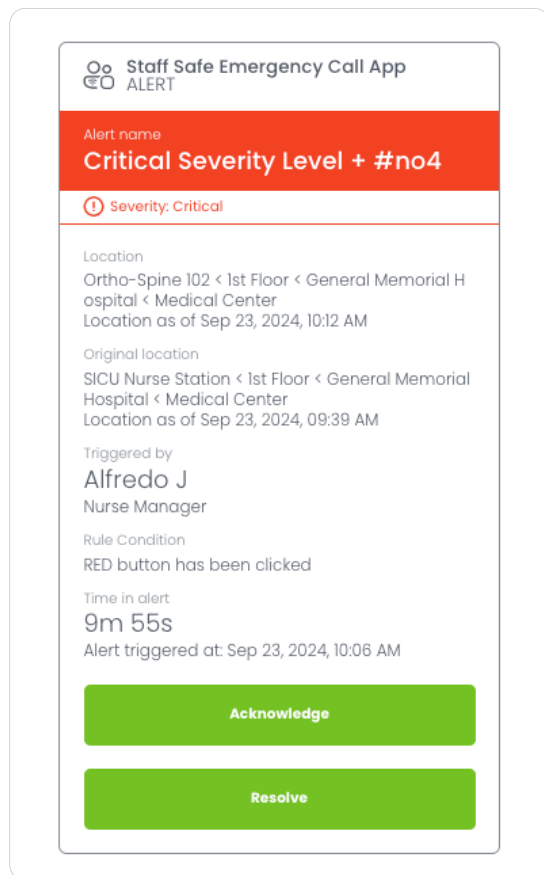 Staff Safe Emergency Call App
ALERT
Alert name
Critical Severity Level + #no4
Severity: Critical
Location
Ortho-Spine 102 < 1st Floor < General Memorial H
ospital < Medical Center
Location as of Sep 23, 2024, 10:12 AM
Original location
SICU Nurse Station < 1st Floor < General Memorial
Hospital < Medical Center
Location as of Sep 23, 2024, 09:39 AM
Triggered by
Alfredo J
Nurse Manager
Rule Condition
RED button has been clicked
Time in alert
9m 55s
Alert triggered at: Sep 23, 2024, 10:06 AM
Acknowledge
Resolve